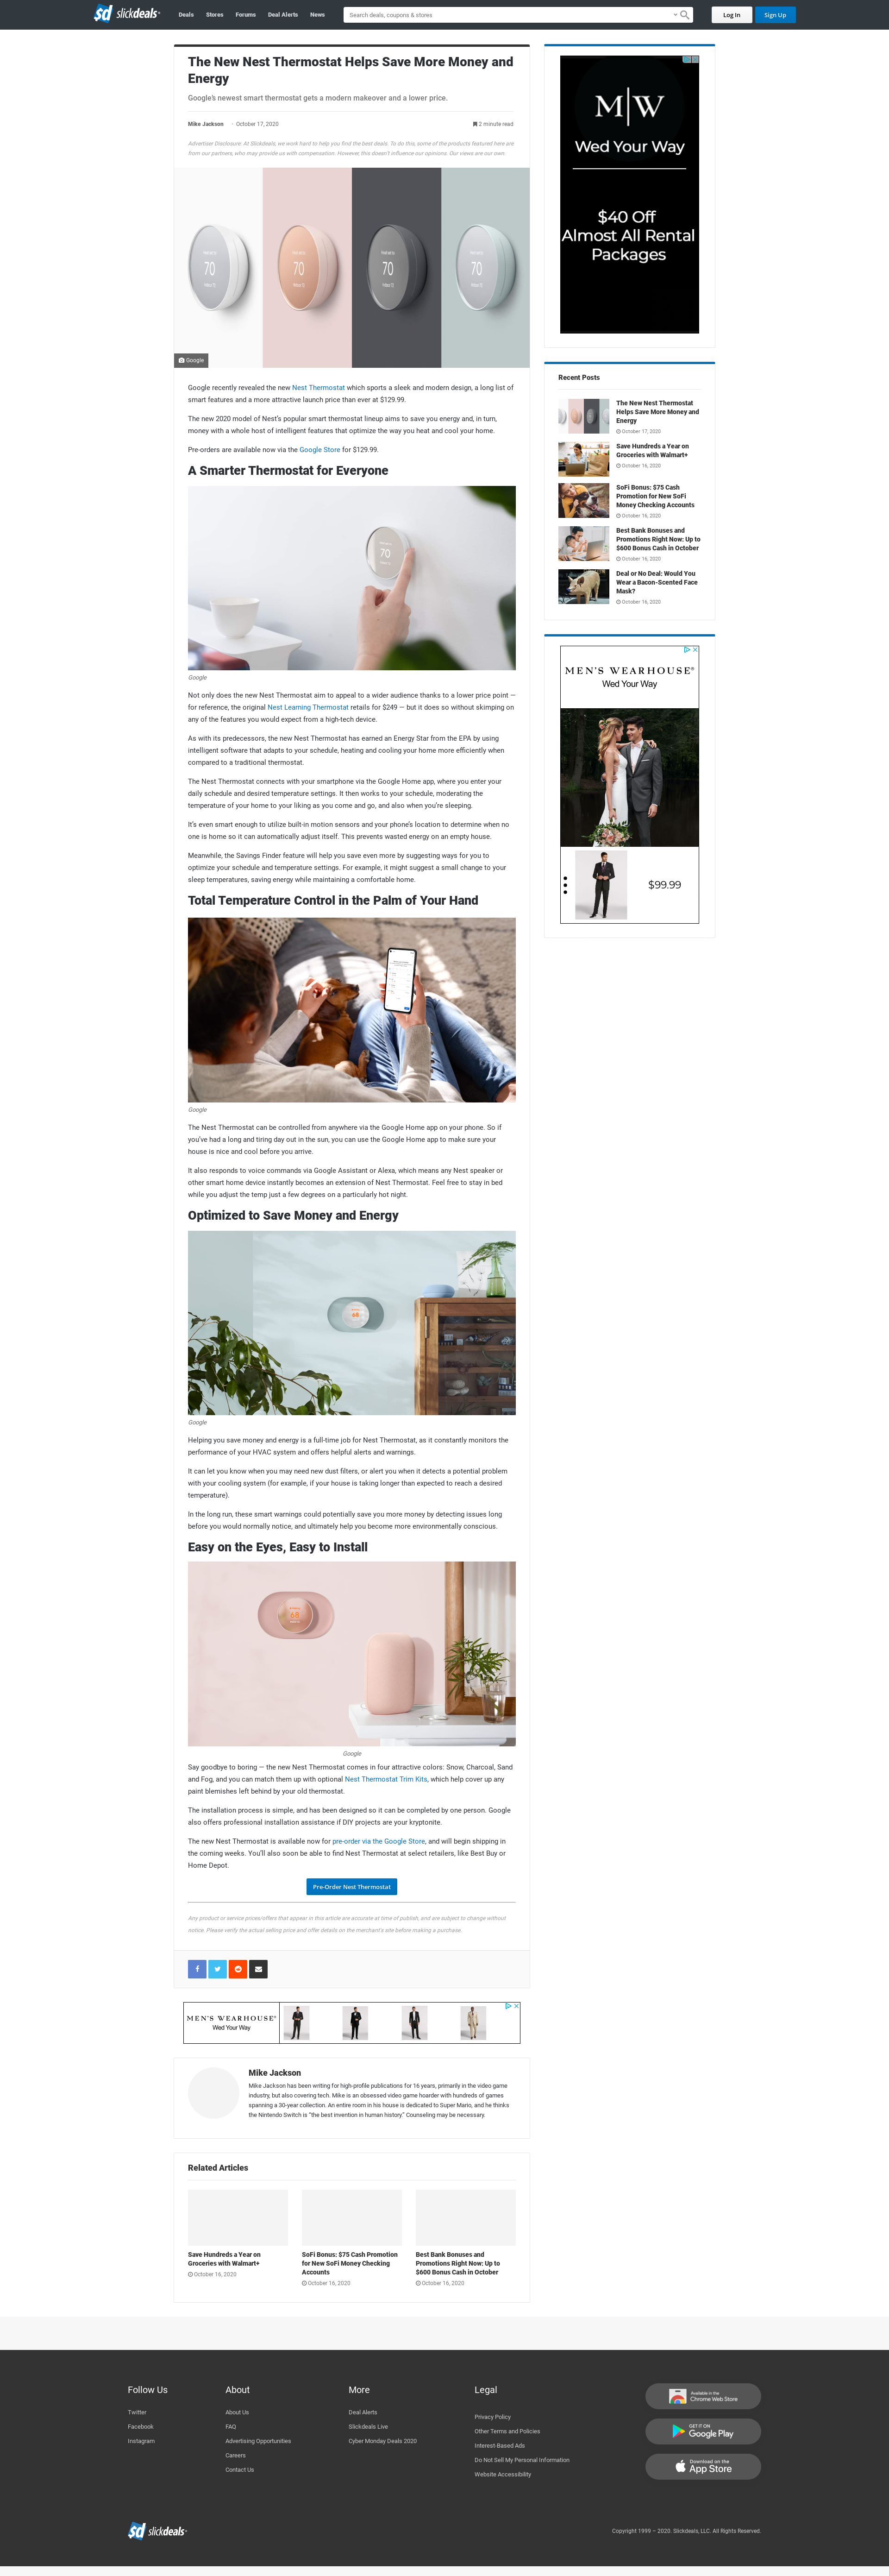 sd slickdeals
Deals
Stores
Forums
Deal Alerts
News
Search deals, coupons & stores
Log In
Sign Up
The New Nest Thermostat Helps Save More Money and
Energy
Google's newest smart thermostat gets a modern makeover and a lower price.
Mike Jackson · October 17, 2020
2 minute read
Advertiser Disclosure: At Slickdeals, we work hard to help you find the best deals. To do this, some of the products featured here are
from our partners, who may provide us with compensation. However, this doesn't influence our opinions. Our views are our own.
70
70
70
70
Google
Google recently revealed the new Nest Thermostat which sports a sleek and modern design, a long list of
smart features and a more attractive launch price than ever at $129.99.
The new 2020 model of Nest's popular smart thermostat lineup aims to save you energy and, in turn,
money with a whole host of intelligent features that optimize the way you heat and cool your home.
Pre-orders are available now via the Google Store for $129.99.
A Smarter Thermostat for Everyone
70
Google
Not only does the new Nest Thermostat aim to appeal to a wider audience thanks to a lower price point —
for reference, the original Nest Learning Thermostat retails for $249 — but it does so without skimping on
any of the features you would expect from a high-tech device.
As with its predecessors, the new Nest Thermostat has earned an Energy Star from the EPA by using
intelligent software that adapts to your schedule, heating and cooling your home more efficiently when
compared to a traditional thermostat.
The Nest Thermostat connects with your smartphone via the Google Home app, where you enter your
daily schedule and desired temperature settings. It then works to your schedule, moderating the
temperature of your home to your liking as you come and go, and also when you're sleeping.
It's even smart enough to utilize built-in motion sensors and your phone's location to determine when no
one is home so it can automatically adjust itself. This prevents wasted energy on an empty house.
Meanwhile, the Savings Finder feature will help you save even more by suggesting ways for you to
optimize your schedule and temperature settings. For example, it might suggest a small change to your
sleep temperatures, saving energy while maintaining a comfortable home.
Total Temperature Control in the Palm of Your Hand
Google
The Nest Thermostat can be controlled from anywhere via the Google Home app on your phone. So if
you've had a long and tiring day out in the sun, you can use the Google Home app to make sure your
house is nice and cool before you arrive.
It also responds to voice commands via Google Assistant or Alexa, which means any Nest speaker or
other smart home device instantly becomes an extension of Nest Thermostat. Feel free to stay in bed
while you adjust the temp just a few degrees on a particularly hot night.
Optimized to Save Money and Energy
68
Google
Helping you save money and energy is a full-time job for Nest Thermostat, as it constantly monitors the
performance of your HVAC system and offers helpful alerts and warnings.
It can let you know when you may need new dust filters, or alert you when it detects a potential problem
with your cooling system (for example, if your house is taking longer than expected to reach a desired
temperature).
In the long run, these smart warnings could potentially save you more money by detecting issues long
before you would normally notice, and ultimately help you become more environmentally conscious.
Easy on the Eyes, Easy to Install
68
Google
Say goodbye to boring — the new Nest Thermostat comes in four attractive colors: Snow, Charcoal, Sand
and Fog, and you can match them up with optional Nest Thermostat Trim Kits, which help cover up any
paint blemishes left behind by your old thermostat.
The installation process is simple, and has been designed so it can be completed by one person. Google
also offers professional installation assistance if DIY projects are your kryptonite.
The new Nest Thermostat is available now for pre-order via the Google Store, and will begin shipping in
the coming weeks. You'll also soon be able to find Nest Thermostat at select retailers, like Best Buy or
Home Depot.
Pre-Order Nest Thermostat
Any product or service prices/offers that appear in this article are accurate at time of publish, and are subject to change without
notice. Please verify the actual selling price and offer details on the merchant's site before making a purchase.
MEN'S WEARHOUSE®
Wed Your Way
Mike Jackson
Mike Jackson has been writing for high-profile publications for 16 years, primarily in the video game
industry, but also covering tech. Mike is an obsessed video game hoarder with hundreds of games
spanning a 30-year collection. An entire room in his house is dedicated to Super Mario, and he thinks
the Nintendo Switch is "the best invention in human history." Counseling may be necessary.
Related Articles
Save Hundreds a Year on
Groceries with Walmart+
October 16, 2020
SoFi Bonus: $75 Cash Promotion
for New SoFi Money Checking
Accounts
October 16, 2020
Best Bank Bonuses and
Promotions Right Now: Up to
$600 Bonus Cash in October
October 16, 2020
M|W
Wed Your Way
$40 Off
Almost All Rental
Packages
Recent Posts
The New Nest Thermostat
Helps Save More Money and
Energy
October 17, 2020
Save Hundreds a Year on
Groceries with Walmart+
October 16, 2020
SoFi Bonus: $75 Cash
Promotion for New SoFi
Money Checking Accounts
October 16, 2020
Best Bank Bonuses and
Promotions Right Now: Up to
$600 Bonus Cash in October
October 16, 2020
Deal or No Deal: Would You
Wear a Bacon-Scented Face
Mask?
October 16, 2020
MEN'S WEARHOUSE®
Wed Your Way
$99.99
Follow Us
Twitter
Facebook
Instagram
About
About Us
FAQ
Advertising Opportunities
Careers
Contact Us
More
Deal Alerts
Slickdeals Live
Cyber Monday Deals 2020
Legal
Privacy Policy
Other Terms and Policies
Interest-Based Ads
Do Not Sell My Personal Information
Website Accessibility
Available in the
Chrome Web Store
GET IT ON
Google Play
Download on the
App Store
sd slickdeals
Copyright 1999 – 2020. Slickdeals, LLC. All Rights Reserved.